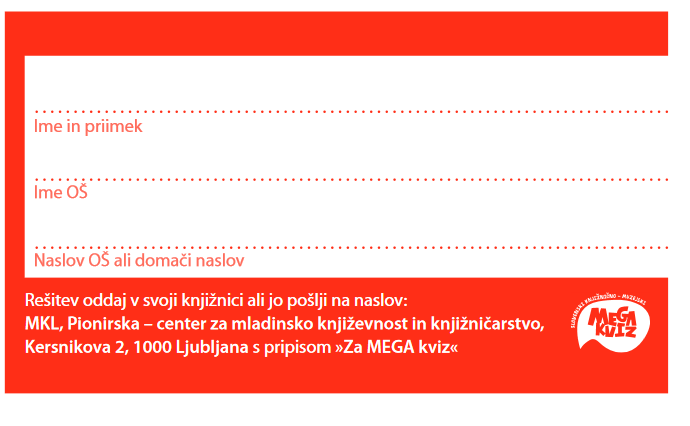 Ime in priimek
Ime OŠ
Naslov OŠ ali domači naslov
Rešitev oddaj v svoji knjižnici ali jo pošlji na naslov:
MKL, Pionirska – center za mladinsko književnost in knjižničarstvo,
Kersnikova 2, 1000 Ljubljana s pripisom »Za MEGA kviz«
SLOVENSKI KNJIŽNIČNO - MUZEJSKI
MEGA
KVIZ